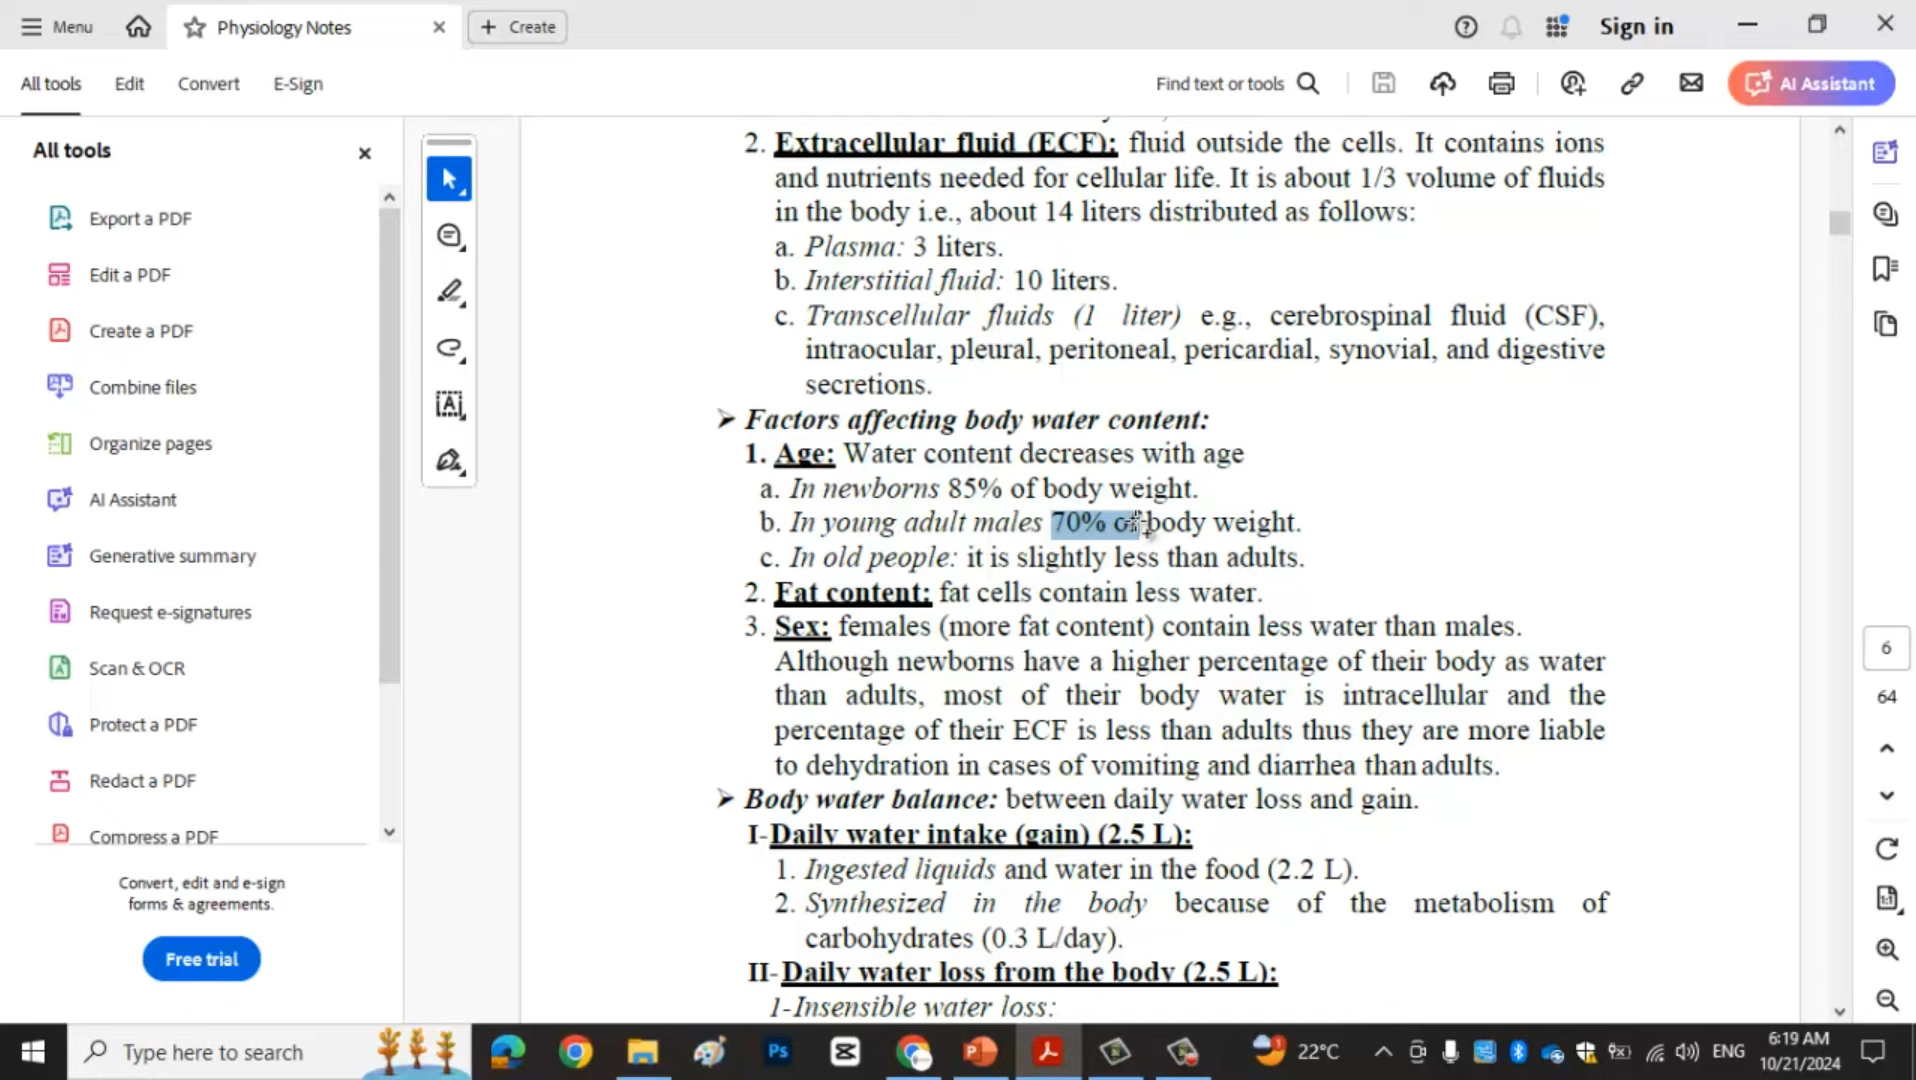 Menu
Physiology Notes
Create
Sign in
All tools
Edit
Convert
E-Sign
Find text or tools
AI Assistant
All tools
Export a PDF
Edit a PDF
Create a PDF
Combine files
Organize pages
AI Assistant
Generative summary
Request e-signatures
Scan & OCR
Protect a PDF
Redact a PDF
Compress a PDF
Convert, edit and e-sign
forms & agreements.
Free trial
2. Extracellular fluid (ECF): fluid outside the cells. It contains ions
and nutrients needed for cellular life. It is about 1/3 volume of fluids
in the body i.e., about 14 liters distributed as follows:
a. Plasma: 3 liters.
b. Interstitial fluid: 10 liters.
c. Transcellular fluids (1 liter) e.g., cerebrospinal fluid (CSF),
intraocular, pleural, peritoneal, pericardial, synovial, and digestive
secretions.
➤ Factors affecting body water content:
1. Age: Water content decreases with age
a. In newborns 85% of body weight.
b. In young adult males 70% of body weight.
c. In old people: it is slightly less than adults.
2. Fat content: fat cells contain less water.
3. Sex: females (more fat content) contain less water than males.
Although newborns have a higher percentage of their body as water
than adults, most of their body water is intracellular and the
percentage of their ECF is less than adults thus they are more liable
to dehydration in cases of vomiting and diarrhea than adults.
➤ Body water balance: between daily water loss and gain.
I-Daily water intake (gain) (2.5 L):
1. Ingested liquids and water in the food (2.2 L).
2. Synthesized in the body because of the metabolism of
carbohydrates (0.3 L/day).
II-Daily water loss from the body (2.5 L):
1-Insensible water loss:
6
64
Type here to search
Ps
22°C
ENG
6:19 AM
10/21/2024